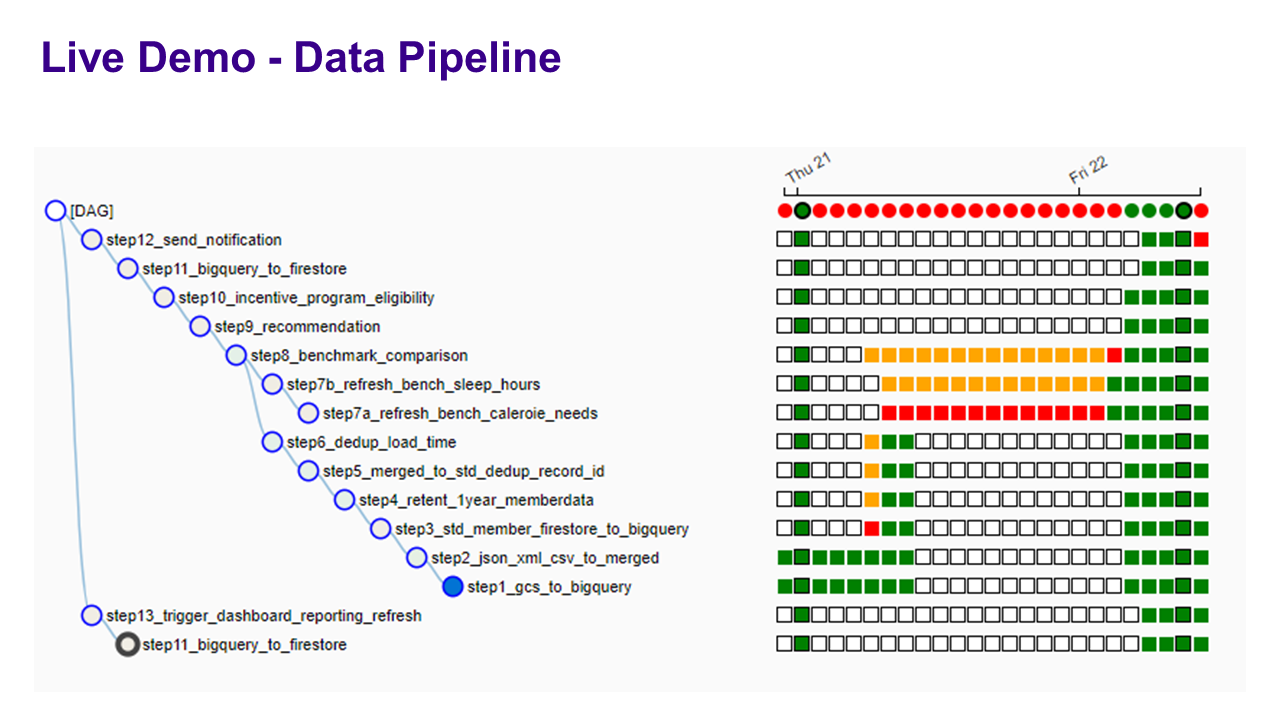 Live Demo - Data Pipeline
Thu 21
Fri 22
[DAG]
step12_send_notification
step11_bigquery_to_firestore
step10_incentive_program_eligibility
step9_recommendation
step8_benchmark_comparison
step7b_refresh_bench_sleep_hours
step7a_refresh_bench_caleroie_needs
step6_dedup_load_time
step5_merged_to_std_dedup_record_id
step4_retent_1year_memberdata
step3_std_member_firestore_to_bigquery
step2_json_xml_csv_to_merged
step1_gcs_to_bigquery
step13_trigger_dashboard_reporting_refresh
step11_bigquery_to_firestore